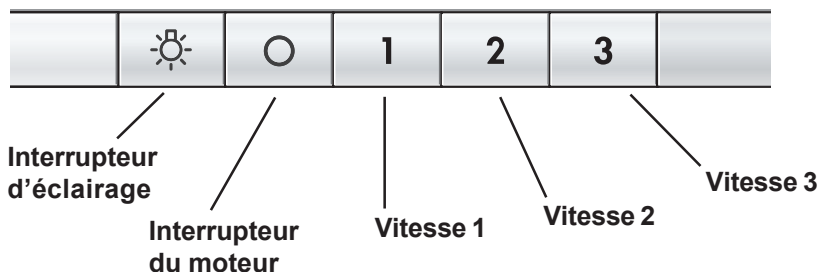 1 2 3
Interrupteur
d’éclairage
Interrupteur
du moteur
Vitesse 1
Vitesse 2
Vitesse 3